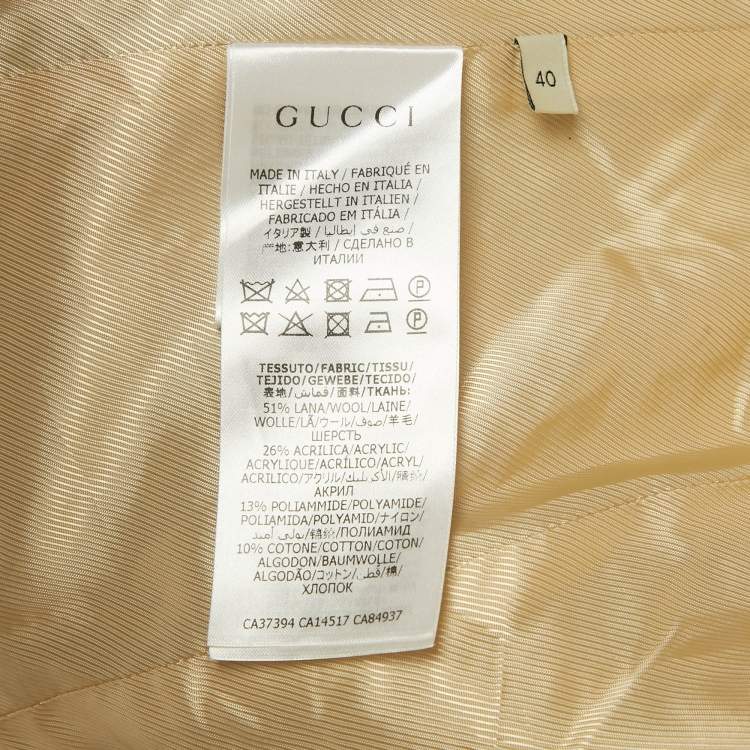 GUCCI
40
MADE IN ITALY / FABRIQUÉ EN
ITALIE / HECHO EN ITALIA /
HERGESTELLT IN ITALIEN /
FABRICADO EM ITÁLIA /
イタリア製 / صنع في إيطاليا /
产地:意大利 / СДЕЛАНО В
ИТАЛИИ
P
P
TESSUTO/FABRIC/TISSU/
TEJIDO/GEWEBE/TECIDO/
表地/قماش/面料/ТКАНЬ:
51% LANA/WOOL/LAINE/
WOLLE/LÃ/ウール/صوف/羊毛/
ШЕРСТЬ
26% ACRILICA/ACRYLIC/
ACRYLIQUE/ACRÍLICO/ACRYL/
ACRILICO/アクリル/الأكريليك/腈纶/
АКРИЛ
13% POLIAMMIDE/POLYAMIDE/
POLIAMIDA/POLYAMID/ナイロン/
POLIAMIDA/بولي أميد/锦纶/ПОЛИАМИД
10% COTONE/COTTON/COTON/
ALGODON/BAUMWOLLE/
ALGODÃO/コットン/قطن/棉/
ХЛОПОК
CA37394 CA14517 CA84937